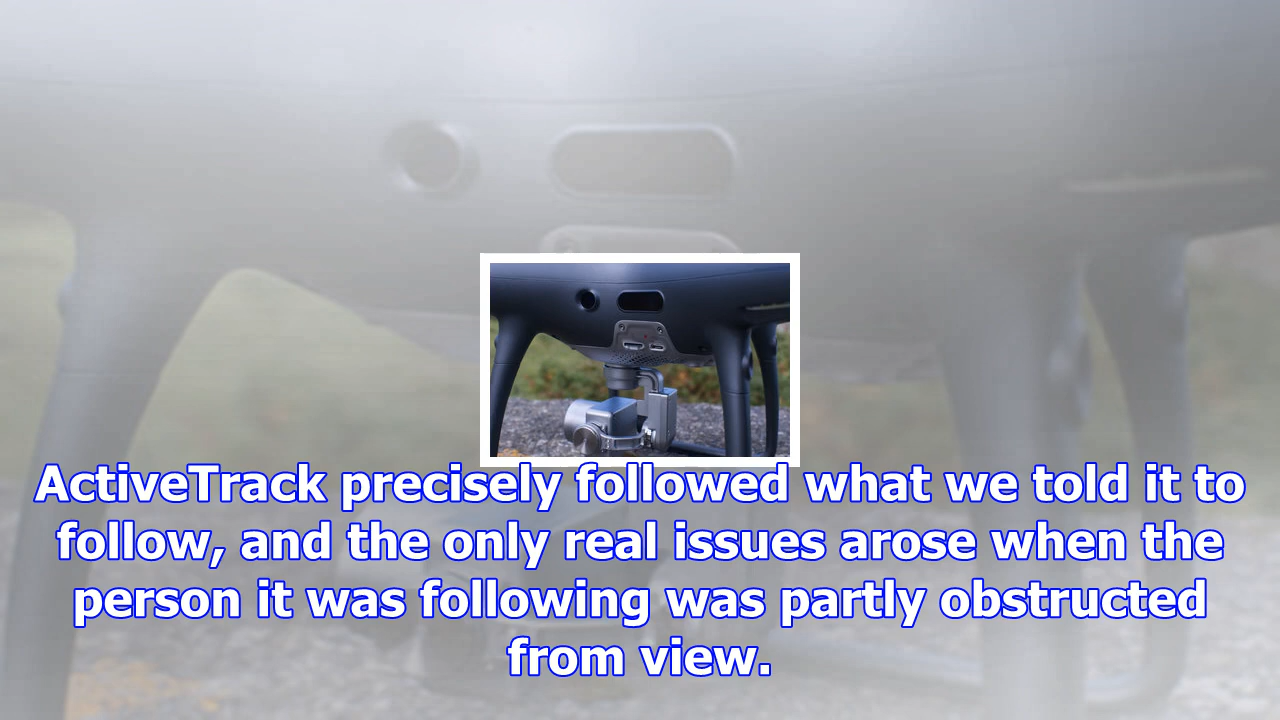 ActiveTrack precisely followed what we told it to
follow, and the only real issues arose when the
person it was following was partly obstructed
from view.